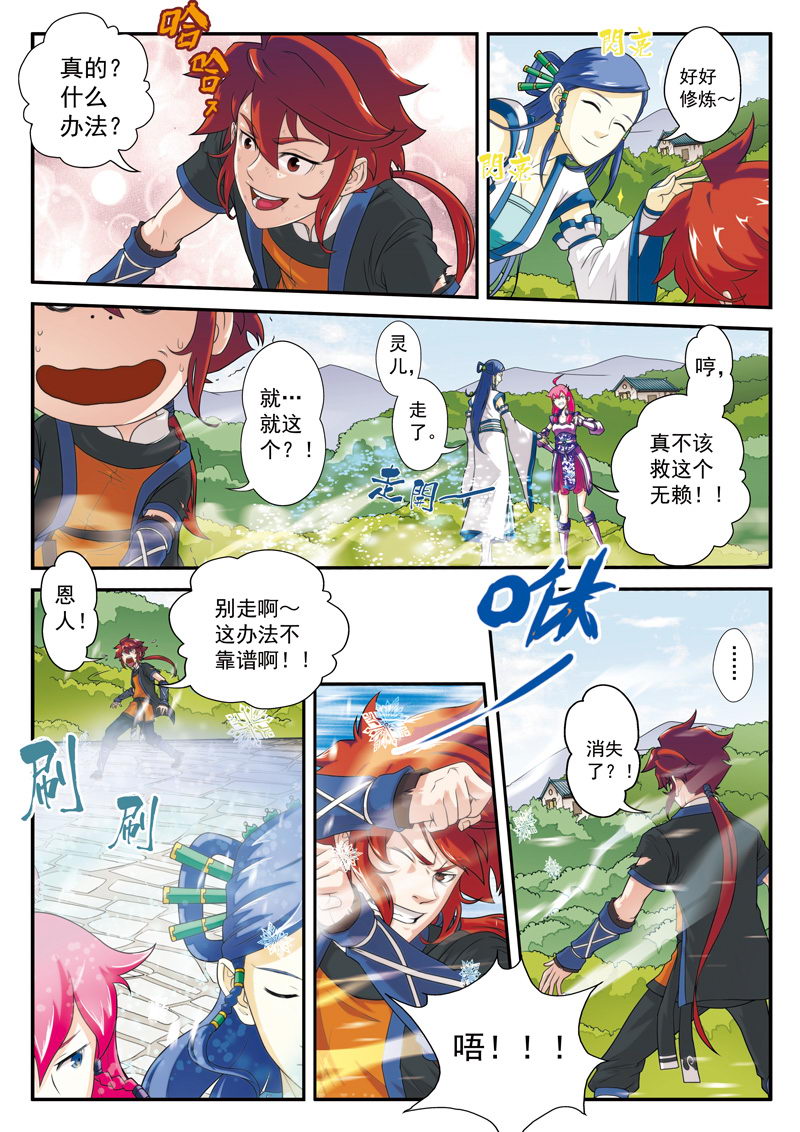 真的？
什么
办法？
哈
哈
閃亮
閃亮
好好
修炼～
就…
就这
个？！
灵儿，
走
了。
走開
哼，
真不该
救这个
无赖！！
恩
人！
别走啊～
这办法不
靠谱啊！！
刷
刷
咻
唔！！！
消失
了？！
……